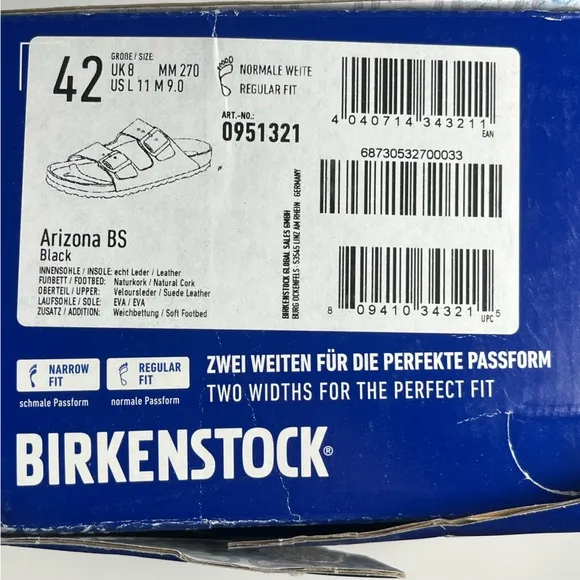 GRÖßE / SIZE:
42
UK 8 MM 270
US L 11 M 9.0
NORMALE WEITE
REGULAR FIT
ART.-NO.:
0951321
4 040714 343211
EAN
68730532700033
Arizona BS
Black
INNENSOHLE / INSOLE: echt Leder / Leather
FUßBETT / FOOTBED: Naturkork / Natural Cork
OBERTEIL / UPPER: Veloursleder / Suede Leather
LAUFSOHLE / SOLE: EVA / EVA
ZUSATZ / ADDITION: Weichbettung / Soft Footbed
BIRKENSTOCK GLOBAL SALES GMBH
BURG OCKENFELS · 53545 LINZ AM RHEIN GERMANY
8 09410 34321 5
UPC
NARROW FIT
schmale Passform
REGULAR FIT
normale Passform
ZWEI WEITEN FÜR DIE PERFEKTE PASSFORM
TWO WIDTHS FOR THE PERFECT FIT
BIRKENSTOCK®